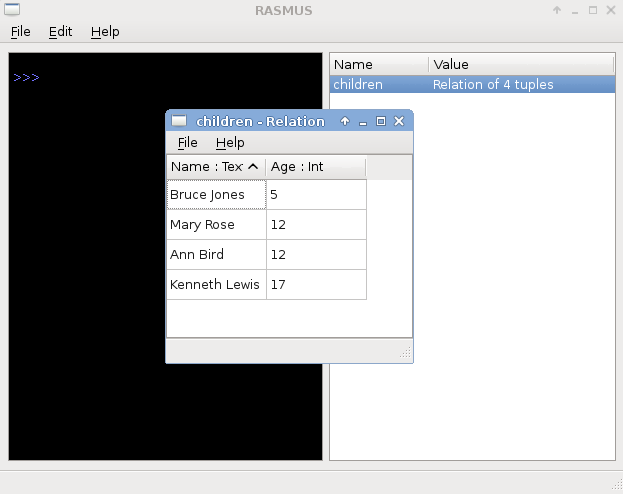 RASMUS
File Edit Help
>>>
Name Value
children Relation of 4 tuples
children - Relation
File Help
Name : Tex Age : Int
Bruce Jones 5
Mary Rose 12
Ann Bird 12
Kenneth Lewis 17